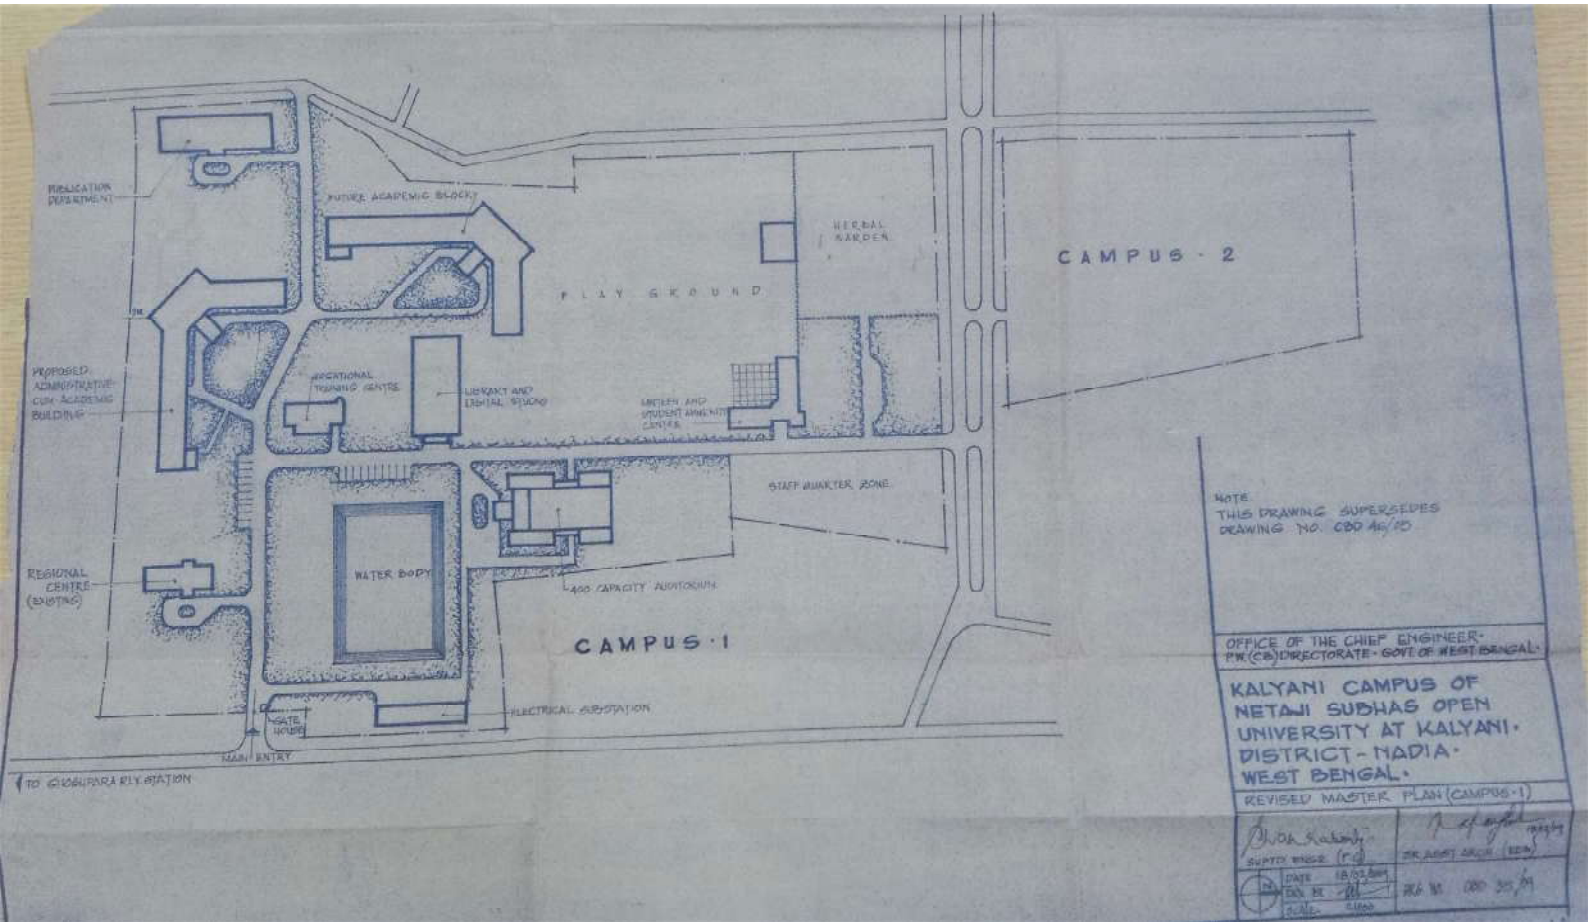 PUBLICATION
DEPARTMENT
FUTURE ACADEMIC BLOCK
HERBAL
GARDEN
CAMPUS - 2
PLAY GROUND
PROPOSED
ADMINISTRATIVE
CUM ACADEMIC
BUILDING
VOCATIONAL
TRAINING CENTRE
LIBRARY AND
DIGITAL STUDIO
CANTEEN AND
STUDENT AMENITY
CENTRE
STAFF QUARTER ZONE
NOTE
THIS DRAWING SUPERSEDES
DRAWING NO. CBD
REGIONAL
CENTRE
(EXISTING)
WATER BODY
400 CAPACITY AUDITORIUM
CAMPUS - 1
ELECTRICAL SUBSTATION
GATE
HOUSE
MAIN ENTRY
TO GHOSHPARA RLY. STATION
OFFICE OF THE CHIEF ENGINEER.
P.W.(CB) DIRECTORATE. GOVT. OF WEST BENGAL.
KALYANI CAMPUS OF
NETAJI SUBHAS OPEN
UNIVERSITY AT KALYANI.
DISTRICT - NADIA.
WEST BENGAL.
REVISED MASTER PLAN (CAMPUS-1)
SUPTD. ENGR.
DATE
SCALE